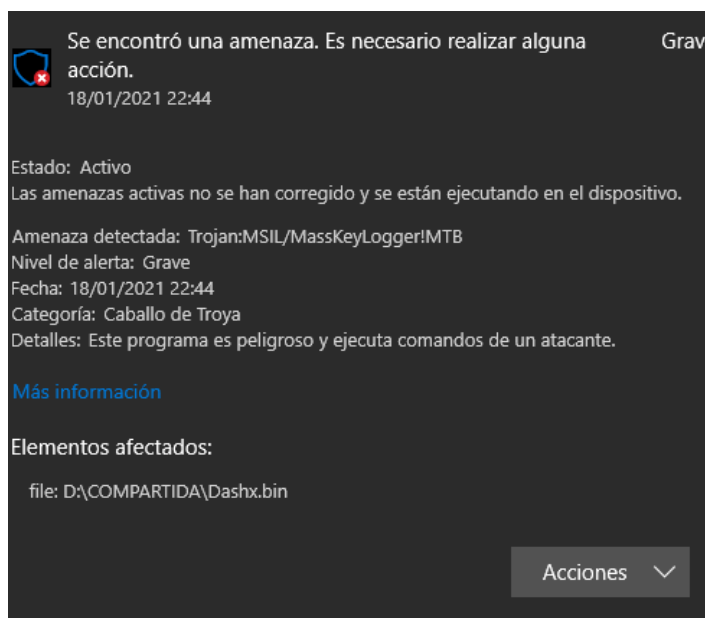 Se encontró una amenaza. Es necesario realizar alguna
acción.
Grav
18/01/2021 22:44
Estado: Activo
Las amenazas activas no se han corregido y se están ejecutando en el dispositivo.
Amenaza detectada: Trojan:MSIL/MassKeyLogger!MTB
Nivel de alerta: Grave
Fecha: 18/01/2021 22:44
Categoría: Caballo de Troya
Detalles: Este programa es peligroso y ejecuta comandos de un atacante.
Más información
Elementos afectados:
file: D:\COMPARTIDA\Dashx.bin
Acciones